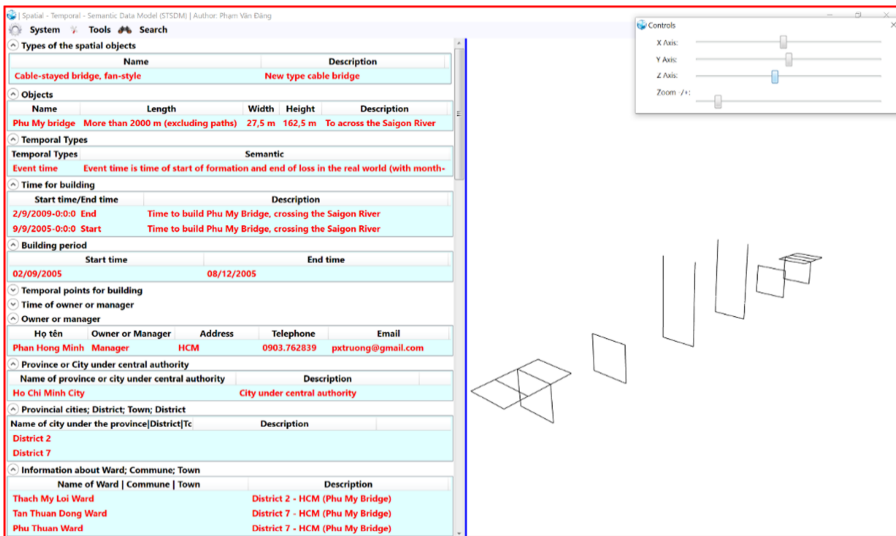 | Spatial - Temporal - Semantic Data Model (STSDM) | Author: Phạm Văn Đăng
System Tools Search
Types of the spatial objects
Name Description
Cable-stayed bridge, fan-style New type cable bridge
Objects
Name Length Width Height Description
Phu My bridge More than 2000 m (excluding paths) 27,5 m 162,5 m To across the Saigon River
Temporal Types
Temporal Types Semantic
Event time Event time is time of start of formation and end of loss in the real world (with month-
Time for building
Start time/End time Description
2/9/2009-0:0:0 End Time to build Phu My Bridge, crossing the Saigon River
9/9/2005-0:0:0 Start Time to build Phu My Bridge, crossing the Saigon River
Building period
Start time End time
02/09/2005 08/12/2005
Temporal points for building
Time of owner or manager
Owner or manager
Họ tên Owner or Manager Address Telephone Email
Phan Hong Minh Manager HCM 0903.762839 pxtruong@gmail.com
Province or City under central authority
Name of province or city under central authority Description
Ho Chi Minh City City under central authority
Provincial cities; District; Town; District
Name of city under the province|District|Tc Description
District 2
District 7
Information about Ward; Commune; Town
Name of Ward | Commune | Town Description
Thach My Loi Ward District 2 - HCM (Phu My Bridge)
Tan Thuan Dong Ward District 7 - HCM (Phu My Bridge)
Phu Thuan Ward District 7 - HCM (Phu My Bridge)
Controls
X Axis:
Y Axis:
Z Axis:
Zoom -/+: